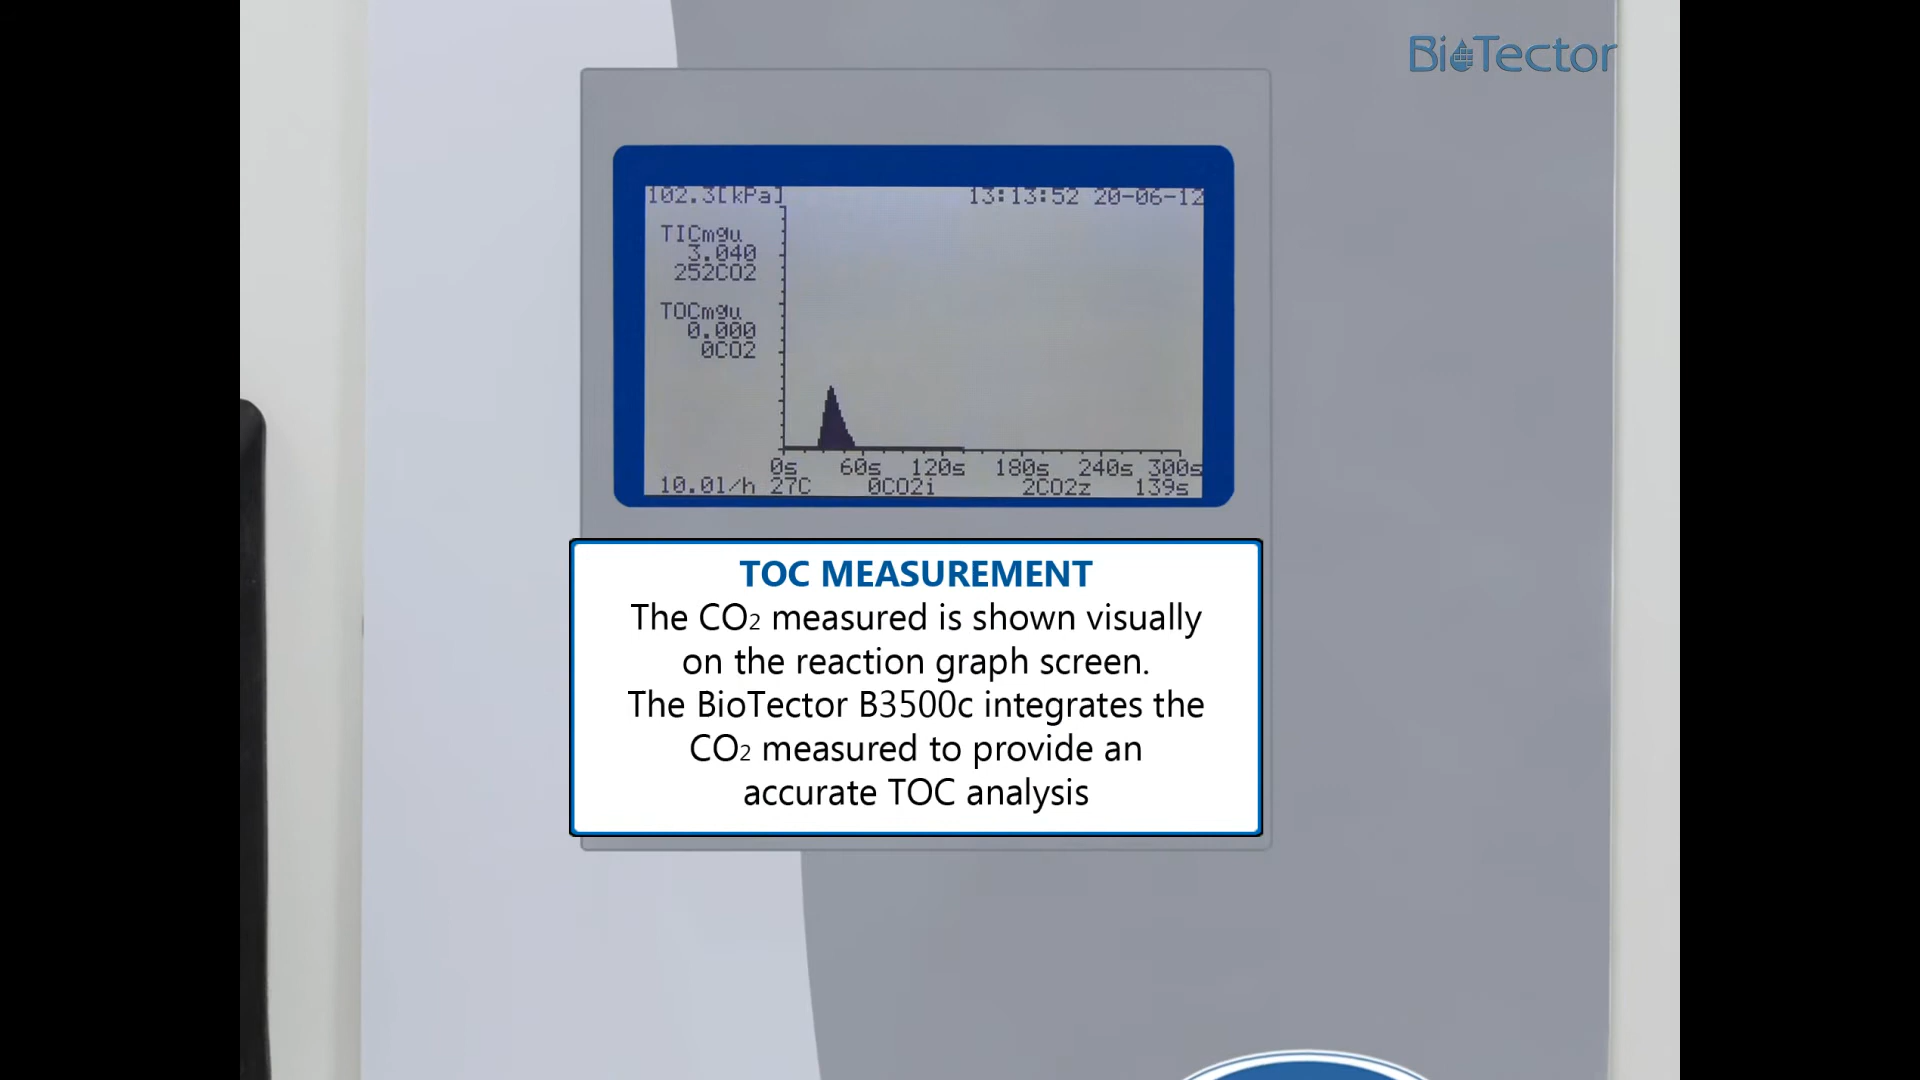 BioTector
102.3[kPa] 13:13:52 20-06-12
TICmgu
3.040
252CO2
TOCmgu
0.000
0CO2
0s 60s 120s 180s 240s 300s
10.0l/h 27C 0CO2i 2CO2z 139s
TOC MEASUREMENT
The CO2 measured is shown visually
on the reaction graph screen.
The BioTector B3500c integrates the
CO2 measured to provide an
accurate TOC analysis